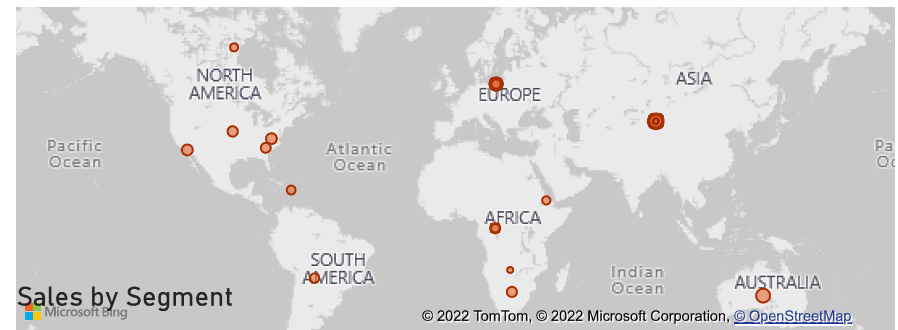 NORTH
AMERICA
ASIA
EUROPE
Pacific
Ocean
Atlantic
Ocean
Pa
Oc
AFRICA
SOUTH
AMERICA
Indian
Ocean
AUSTRALIA
Sales by Segment
Microsoft Bing
© 2022 TomTom, © 2022 Microsoft Corporation, © OpenStreetMap